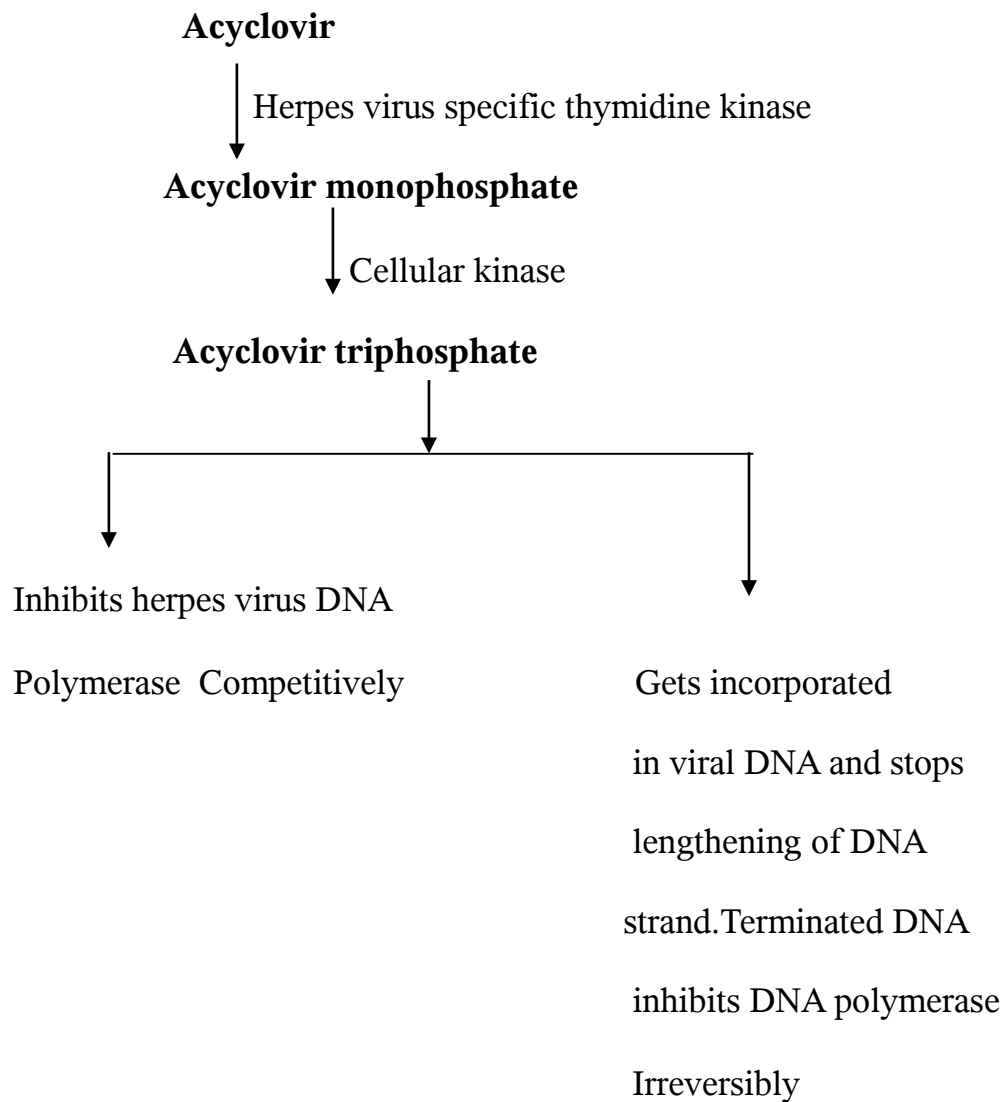 Acyclovir
Herpes virus specific thymidine kinase
Acyclovir monophosphate
Cellular kinase
Acyclovir triphosphate
Inhibits herpes virus DNA
Polymerase Competitively
Gets incorporated
in viral DNA and stops
lengthening of DNA
strand.Terminated DNA
inhibits DNA polymerase
Irreversibly